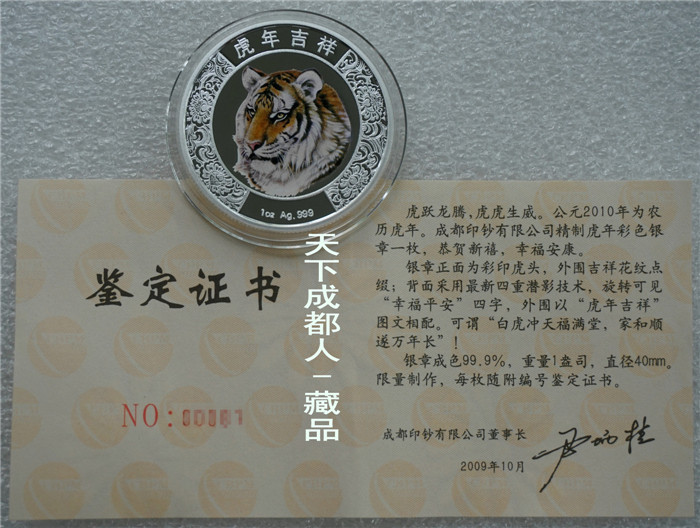 虎年吉祥
1oz Ag.999
鉴定证书
NO:
天下成都人-藏品
虎跃龙腾,虎虎生威。公元2010年为农
历虎年。成都印钞有限公司精制虎年彩色银
章一枚，恭贺新禧，幸福安康。
银章正面为彩印虎头，外围吉祥花纹点
缀；背面采用最新四重潜影技术，旋转可见
“幸福平安”四字，外围以“虎年吉祥”
图文相配。可谓“白虎冲天福满堂，家和顺
遂万年长”！
银章成色99.9%，重量1盎司，直径40mm。
限量制作，每枚随附编号鉴定证书。
成都印钞有限公司董事长
2009年10月